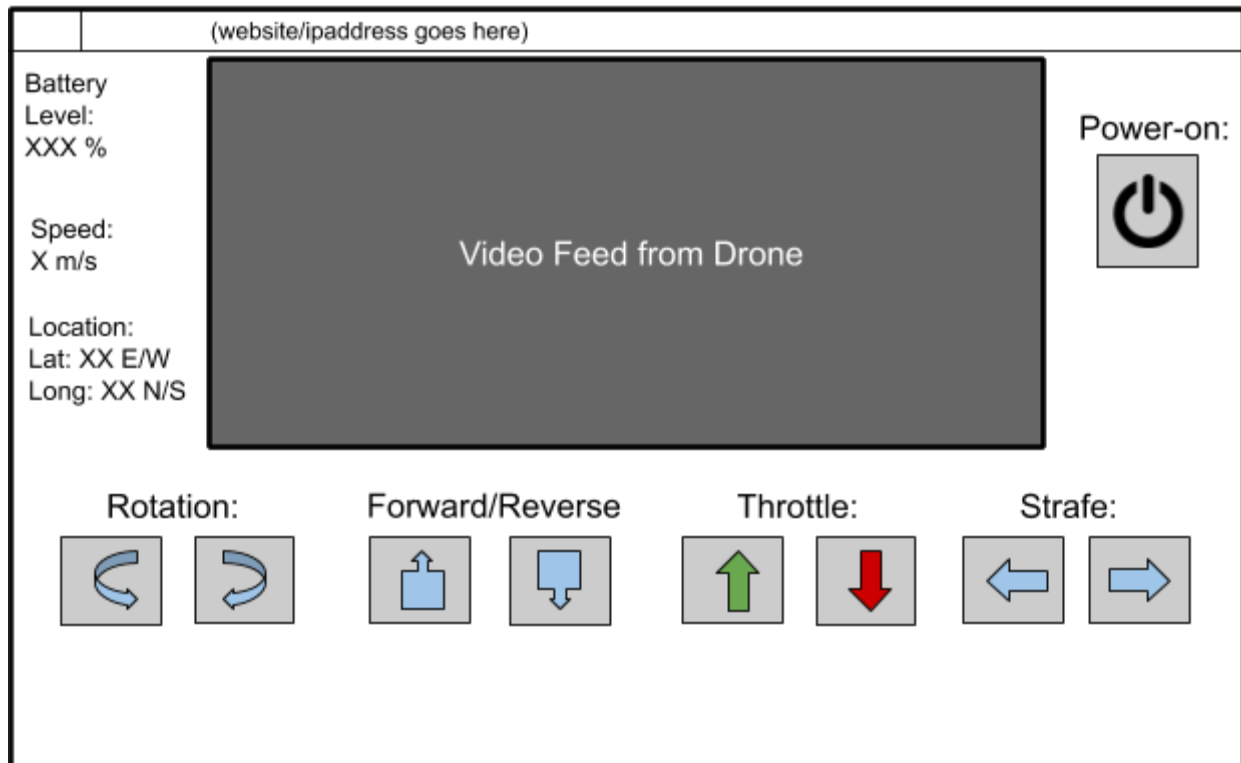 (website/ipaddress goes here)
Battery
Level:
XXX %
Speed:
X m/s
Location:
Lat: XX E/W
Long: XX N/S
Video Feed from Drone
Power-on:
Rotation:
Forward/Reverse
Throttle:
Strafe: